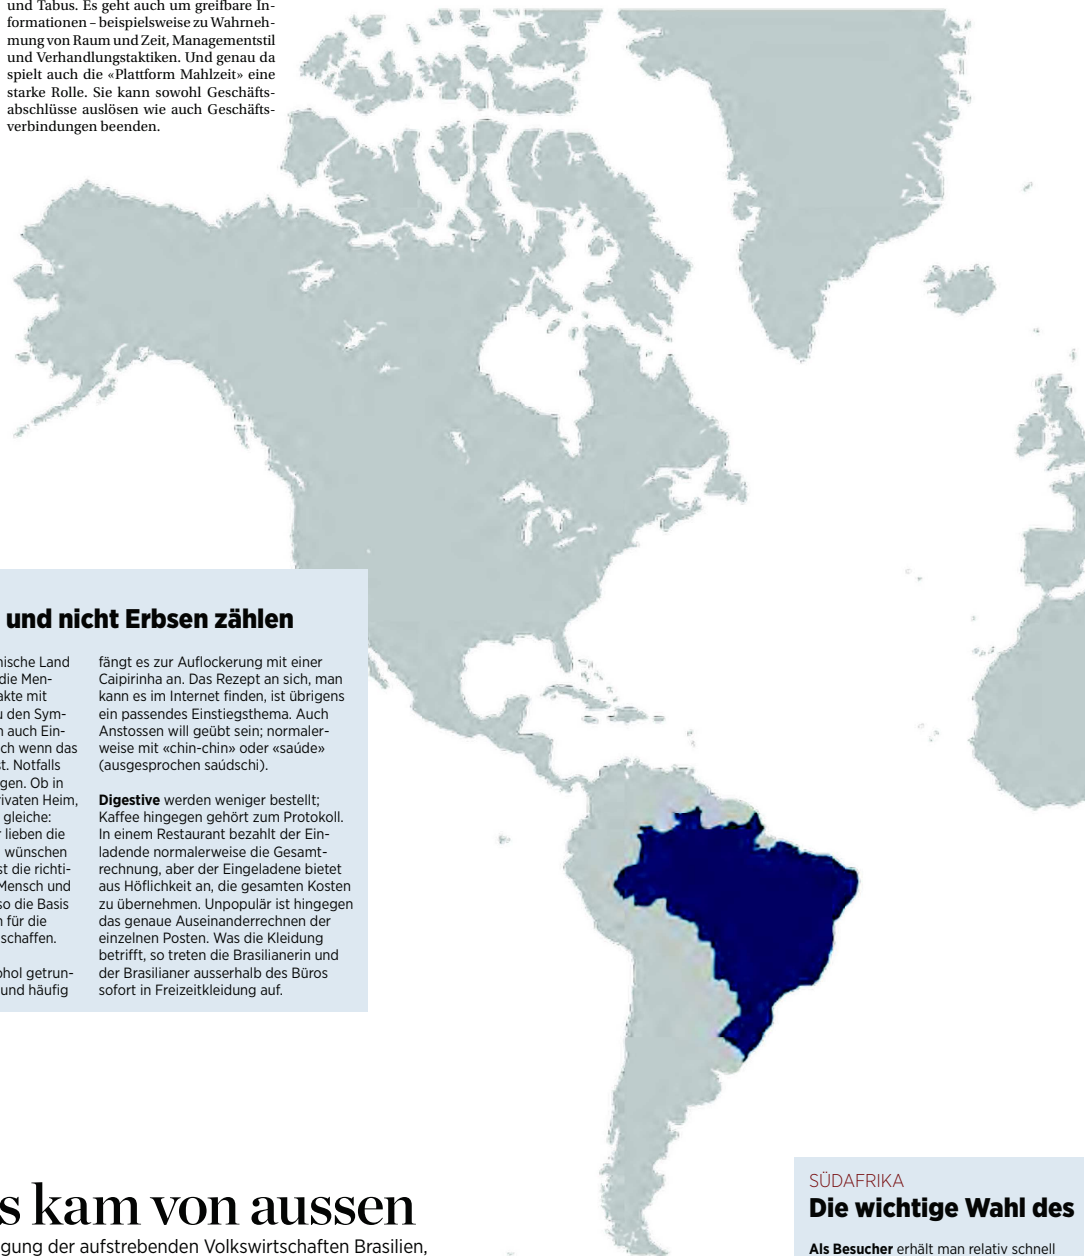 und Tabus. Es geht auch um greifbare In-
formationen – beispielsweise zu Wahrneh-
mung von Raum und Zeit, Managementstil
und Verhandlungstaktiken. Und genau da
spielt auch die «Plattform Mahlzeit» eine
starke Rolle. Sie kann sowohl Geschäfts-
abschlüsse auslösen wie auch Geschäfts-
verbindungen beenden.
und nicht Erbsen zählen
nische Land
die Men-
akte mit
u den Sym-
n auch Ein-
ch wenn das
t. Notfalls
gen. Ob in
rivaten Heim,
gleiche:
r lieben die
wünschen
st die richti-
Mensch und
so die Basis
n für die
schaffen.
ohol getrun-
und häufig
fängt es zur Auflockerung mit einer
Caipirinha an. Das Rezept an sich, man
kann es im Internet finden, ist übrigens
ein passendes Einstiegsthema. Auch
Anstossen will geübt sein; normaler-
weise mit «chin-chin» oder «saúde»
(ausgesprochen saúdschi).
Digestive werden weniger bestellt;
Kaffee hingegen gehört zum Protokoll.
In einem Restaurant bezahlt der Ein-
ladende normalerweise die Gesamt-
rechnung, aber der Eingeladene bietet
aus Höflichkeit an, die gesamten Kosten
zu übernehmen. Unpopulär ist hingegen
das genaue Auseinanderrechnen der
einzelnen Posten. Was die Kleidung
betrifft, so treten die Brasilianerin und
der Brasilianer ausserhalb des Büros
sofort in Freizeitkleidung auf.
s kam von aussen
gung der aufstrebenden Volkswirtschaften Brasilien,
SÜDAFRIKA
Die wichtige Wahl des
Als Besucher erhält man relativ schnell